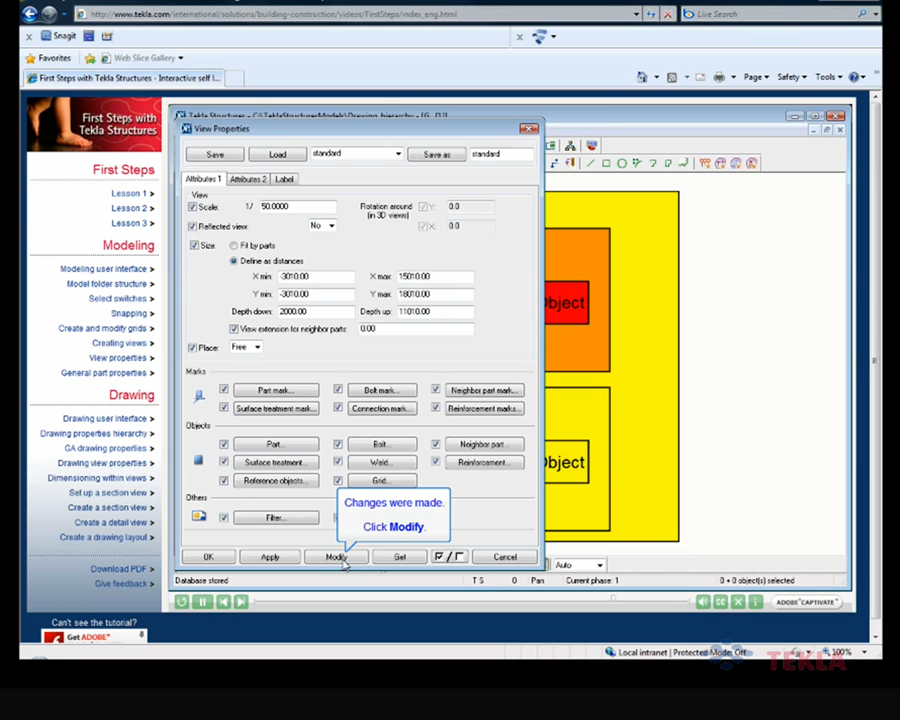 http://www.tekla.com/international/solutions/building-construction/videos/FirstSteps/index_eng.html
Live Search
Snagit
Favorites
Web Slice Gallery
First Steps with Tekla Structures - Interactive self l...
Page
Safety
Tools
First Steps with
Tekla Structures
First Steps
Lesson 1 >
Lesson 2 >
Lesson 3 >
Modeling
Modeling user interface >
Model folder structure >
Select switches >
Snapping >
Create and modify grids >
Creating views >
View properties >
General part properties >
Drawing
Drawing user interface >
Drawing properties hierarchy >
GA drawing properties >
Drawing view properties >
Dimensioning within views >
Set up a section view >
Create a section view >
Create a detail view >
Create a drawing layout >
Download PDF >
Give feedback >
Can't see the tutorial?
Get ADOBE
View Properties
Save
Load
standard
Save as
standard
Attributes 1
Attributes 2
Label
View
Scale:
1/
50.0000
Rotation around
(in 3D views)
Y:
0.0
Reflected view:
No
X:
0.0
Size:
Fit by parts
Define as distances
X min:
-3010.00
X max:
15010.00
Y min:
-3010.00
Y max:
18010.00
Depth down:
2000.00
Depth up:
11010.00
View extension for neighbor parts:
0.00
Place:
Free
Marks
Part mark...
Bolt mark...
Neighbor part mark...
Surface treatment mark...
Connection mark...
Reinforcement marks...
Objects
Part...
Bolt...
Neighbor part...
Surface treatment...
Weld...
Reinforcement...
Reference objects...
Grid...
Others
Filter...
Changes were made.
Click Modify.
OK
Apply
Modify
Get
/
Cancel
Object
Object
Auto
Database stored
T S
0
Pan
Current phase: 1
0 + 0 object(s) selected
CC
ADOBE CAPTIVATE
Local intranet | Protected Mode: Off
100%
TEKLA